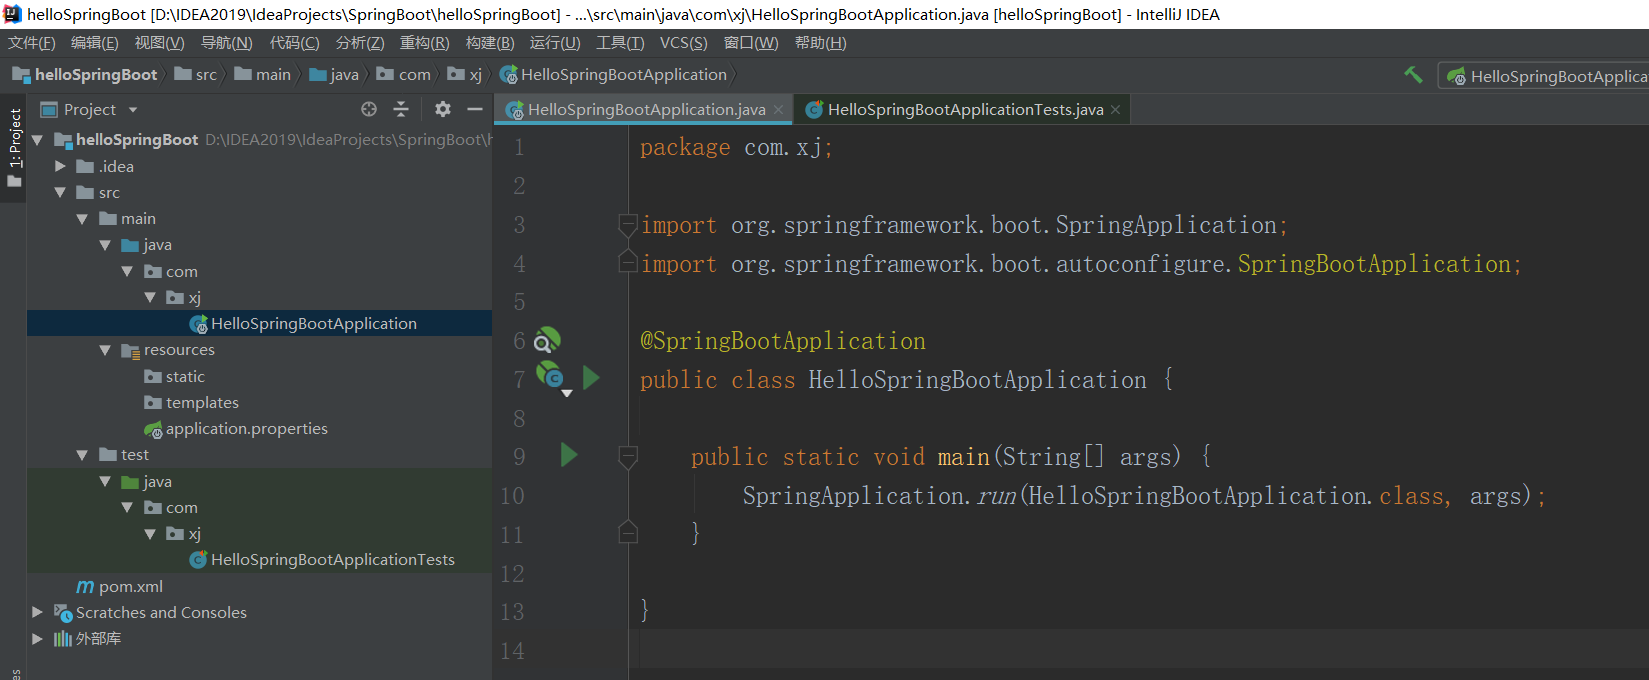 helloSpringBoot [D:\IDEA2019\IdeaProjects\SpringBoot\helloSpringBoot] - ...\src\main\java\com\xj\HelloSpringBootApplication.java [helloSpringBoot] - IntelliJ IDEA
文件(F) 编辑(E) 视图(V) 导航(N) 代码(C) 分析(Z) 重构(R) 构建(B) 运行(U) 工具(T) VCS(S) 窗口(W) 帮助(H)
helloSpringBoot src main java com xj HelloSpringBootApplication
HelloSpringBootApplica
1: Project
Project
helloSpringBoot D:\IDEA2019\IdeaProjects\SpringBoot\h
.idea
src
main
java
com
xj
HelloSpringBootApplication
resources
static
templates
application.properties
test
java
com
xj
HelloSpringBootApplicationTests
pom.xml
Scratches and Consoles
外部库
HelloSpringBootApplication.java HelloSpringBootApplicationTests.java
1 package com.xj;
2
3 import org.springframework.boot.SpringApplication;
4 import org.springframework.boot.autoconfigure.SpringBootApplication;
5
6 @SpringBootApplication
7 public class HelloSpringBootApplication {
8
9 public static void main(String[] args) {
10 SpringApplication.run(HelloSpringBootApplication.class, args);
11 }
12
13 }
14